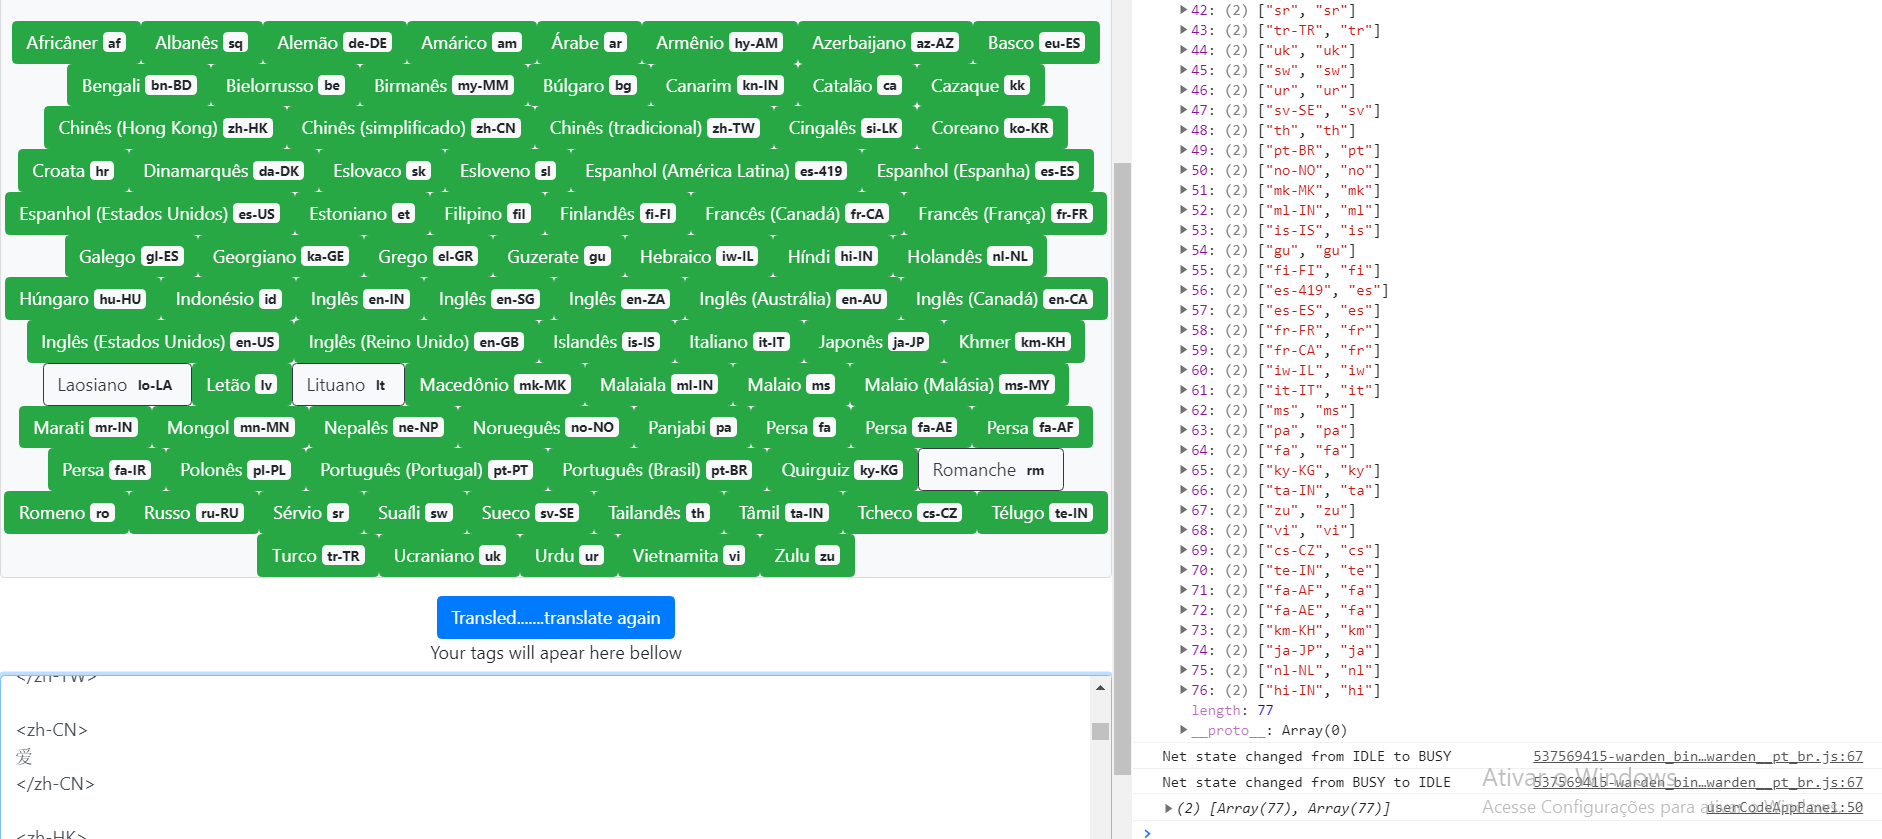 Africâner af Albanês sq Alemão de-DE Amárico am Árabe ar Armênio hy-AM Azerbaijano az-AZ Basco eu-ES
Bengali bn-BD Bielorrusso be Birmanês my-MM Búlgaro bg Canarim kn-IN Catalão ca Cazaque kk
Chinês (Hong Kong) zh-HK Chinês (simplificado) zh-CN Chinês (tradicional) zh-TW Cingalês si-LK Coreano ko-KR
Croata hr Dinamarquês da-DK Eslovaco sk Esloveno sl Espanhol (América Latina) es-419 Espanhol (Espanha) es-ES
Espanhol (Estados Unidos) es-US Estoniano et Filipino fil Finlandês fi-FI Francês (Canadá) fr-CA Francês (França) fr-FR
Galego gl-ES Georgiano ka-GE Grego el-GR Guzerate gu Hebraico iw-IL Híndi hi-IN Holandês nl-NL
Húngaro hu-HU Indonésio id Inglês en-IN Inglês en-SG Inglês en-ZA Inglês (Austrália) en-AU Inglês (Canadá) en-CA
Inglês (Estados Unidos) en-US Inglês (Reino Unido) en-GB Islandês is-IS Italiano it-IT Japonês ja-JP Khmer km-KH
Laosiano lo-LA Letão lv Lituano lt Macedônio mk-MK Malaiala ml-IN Malaio ms Malaio (Malásia) ms-MY
Marati mr-IN Mongol mn-MN Nepalês ne-NP Norueguês no-NO Panjabi pa Persa fa Persa fa-AE Persa fa-AF
Persa fa-IR Polonês pl-PL Português (Portugal) pt-PT Português (Brasil) pt-BR Quirguiz ky-KG Romanche rm
Romeno ro Russo ru-RU Sérvio sr Suaíli sw Sueco sv-SE Tailandês th Tâmil ta-IN Tcheco cs-CZ Télugo te-IN
Turco tr-TR Ucraniano uk Urdu ur Vietnamita vi Zulu zu
Transled.......translate again
Your tags will apear here bellow
</zh-TW>
<zh-CN>
爱
</zh-CN>
<zh-HK>
42: (2) ["sr", "sr"]
43: (2) ["tr-TR", "tr"]
44: (2) ["uk", "uk"]
45: (2) ["sw", "sw"]
46: (2) ["ur", "ur"]
47: (2) ["sv-SE", "sv"]
48: (2) ["th", "th"]
49: (2) ["pt-BR", "pt"]
50: (2) ["no-NO", "no"]
51: (2) ["mk-MK", "mk"]
52: (2) ["ml-IN", "ml"]
53: (2) ["is-IS", "is"]
54: (2) ["gu", "gu"]
55: (2) ["fi-FI", "fi"]
56: (2) ["es-419", "es"]
57: (2) ["es-ES", "es"]
58: (2) ["fr-FR", "fr"]
59: (2) ["fr-CA", "fr"]
60: (2) ["iw-IL", "iw"]
61: (2) ["it-IT", "it"]
62: (2) ["ms", "ms"]
63: (2) ["pa", "pa"]
64: (2) ["fa", "fa"]
65: (2) ["ky-KG", "ky"]
66: (2) ["ta-IN", "ta"]
67: (2) ["zu", "zu"]
68: (2) ["vi", "vi"]
69: (2) ["cs-CZ", "cs"]
70: (2) ["te-IN", "te"]
71: (2) ["fa-AF", "fa"]
72: (2) ["fa-AE", "fa"]
73: (2) ["km-KH", "km"]
74: (2) ["ja-JP", "ja"]
75: (2) ["nl-NL", "nl"]
76: (2) ["hi-IN", "hi"]
length: 77
__proto__: Array(0)
Net state changed from IDLE to BUSY 537569415-warden_bin…warden__pt_br.js:67
Net state changed from BUSY to IDLE 537569415-warden_bin…warden__pt_br.js:67
(2) [Array(77), Array(77)] userCodeAppPanel:50
Ativar o Windows
Acesse Configurações para ativar o Windows.